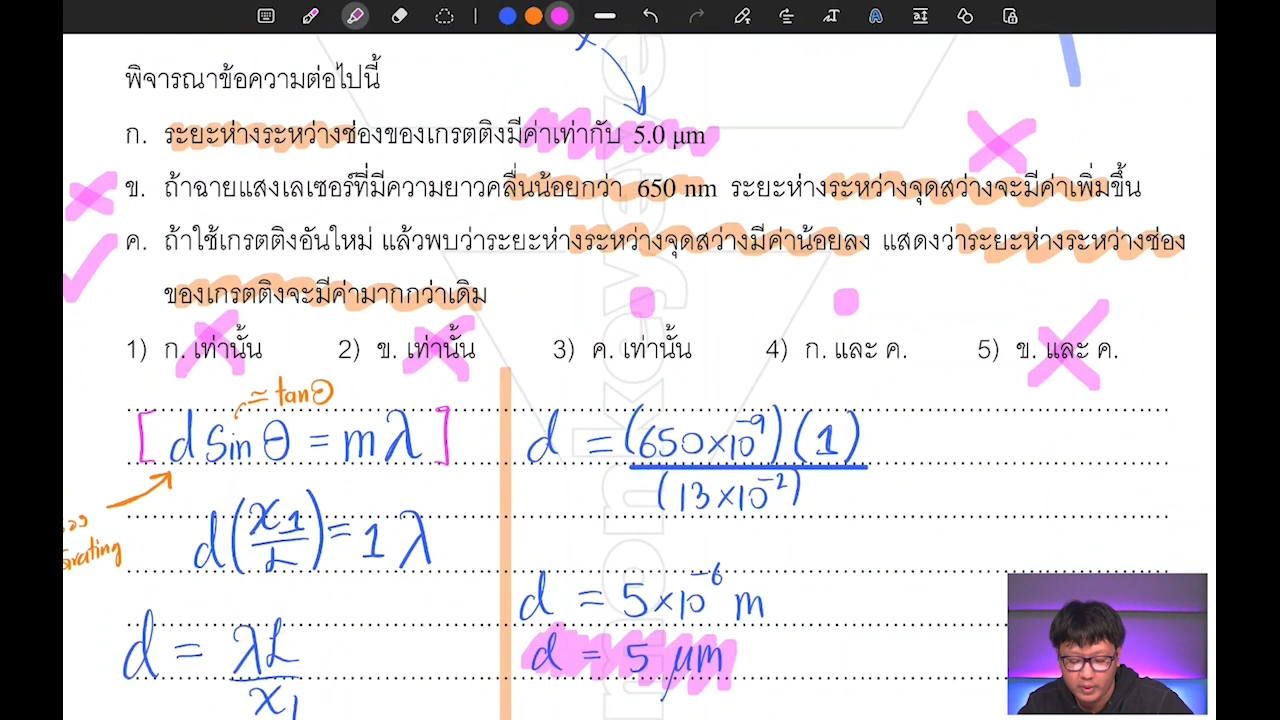 พิจารณาข้อความต่อไปนี้
ก. ระยะห่างระหว่างช่องของเกรตติงมีค่าเท่ากับ 5.0 μm
ข. ถ้าฉายแสงเลเซอร์ที่มีความยาวคลื่นน้อยกว่า 650 nm ระยะห่างระหว่างจุดสว่างจะมีค่าเพิ่มขึ้น
ค. ถ้าใช้เกรตติงอันใหม่ แล้วพบว่าระยะห่างระหว่างจุดสว่างมีค่าน้อยลง แสดงว่าระยะห่างระหว่างช่อง
ของเกรตติงจะมีค่ามากกว่าเดิม
1) ก. เท่านั้น 2) ข. เท่านั้น 3) ค. เท่านั้น 4) ก. และ ค. 5) ข. และ ค.
≃ tanθ
[d sin θ = m λ]
d(x1/L) = 1 λ
d = λL/x1
d = (650×10⁻⁹)(1)/(13×10⁻²)
d = 5×10⁻⁶ m
d = 5 μm
monkeyeve